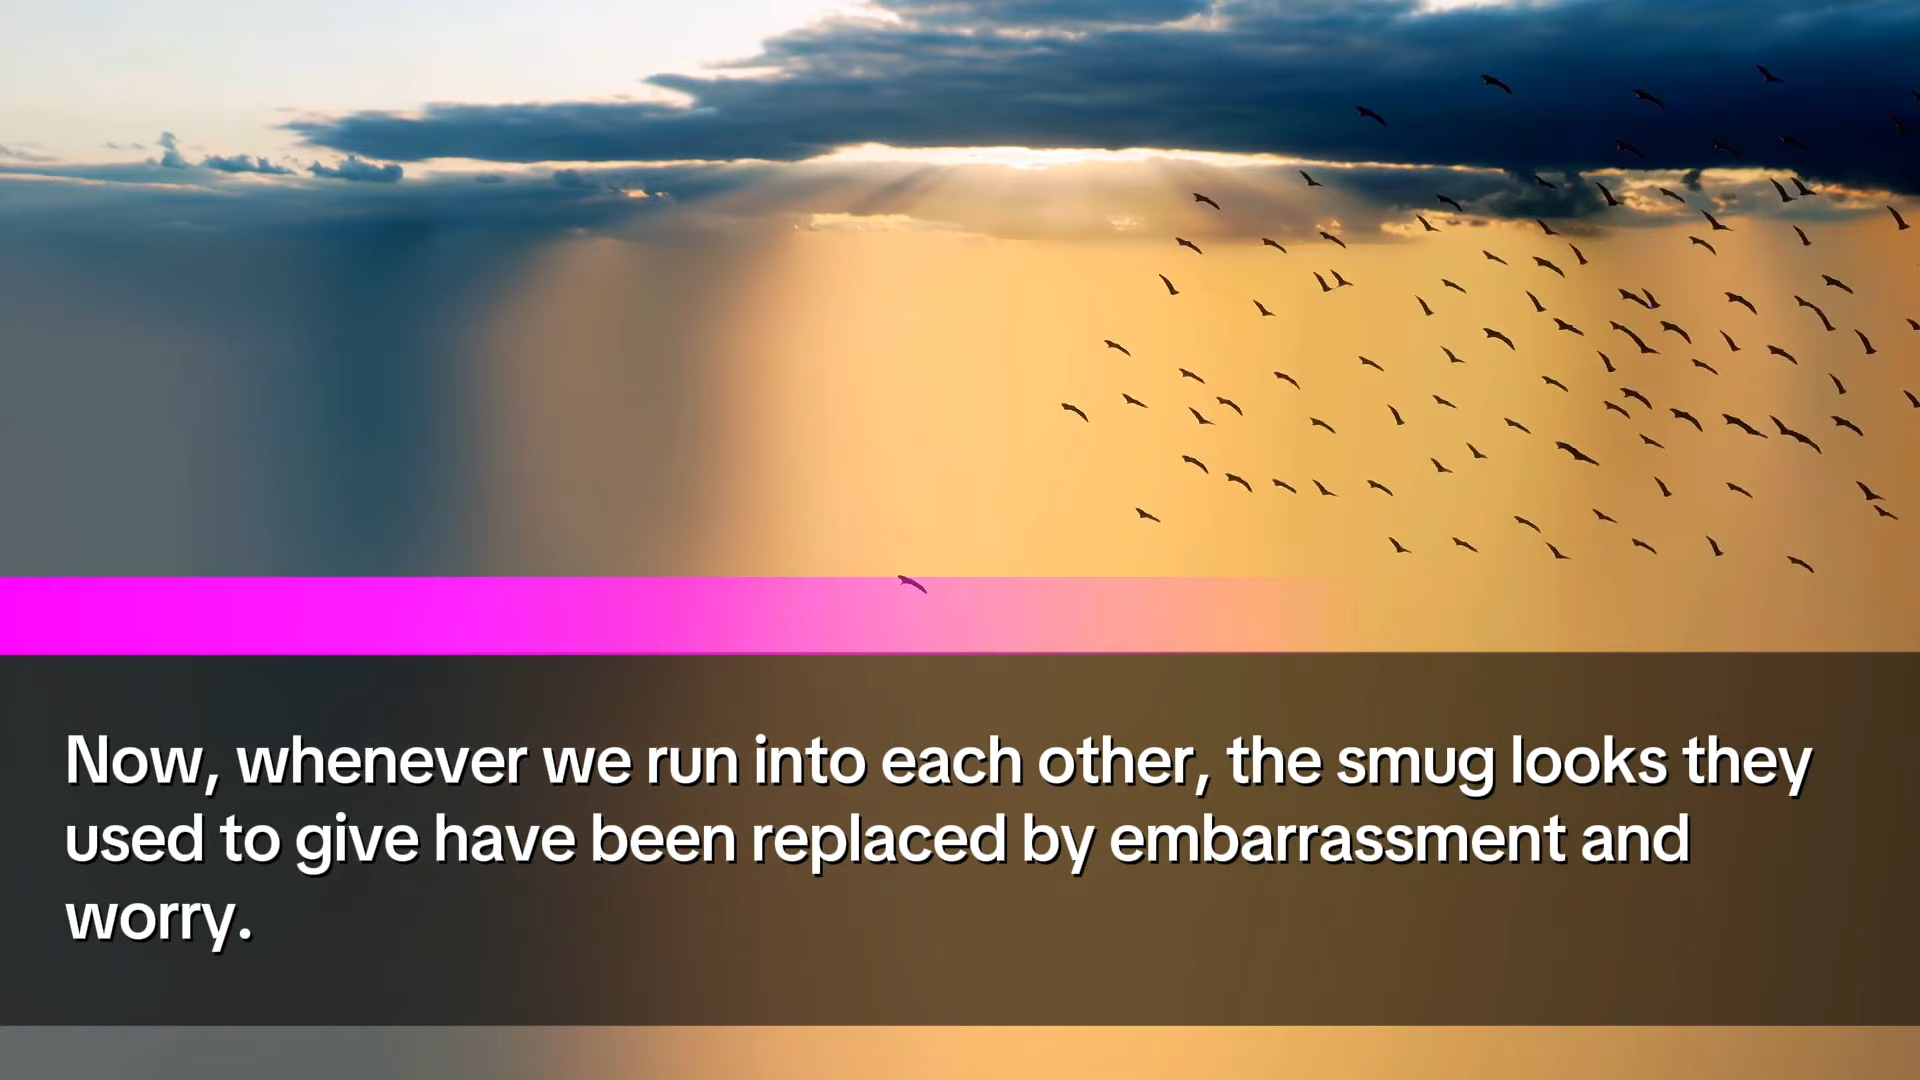 Now, whenever we run into each other, the smug looks they
used to give have been replaced by embarrassment and
worry.